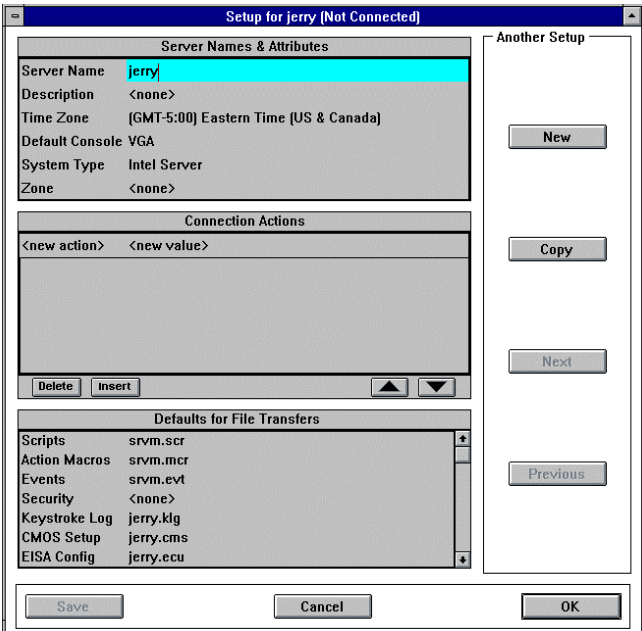 Setup for jerry (Not Connected)
Server Names & Attributes
Server Name jerry
Description <none>
Time Zone (GMT-5:00) Eastern Time (US & Canada)
Default Console VGA
System Type Intel Server
Zone <none>
Connection Actions
<new action> <new value>
Delete Insert
Defaults for File Transfers
Scripts srvm.scr
Action Macros srvm.mcr
Events srvm.evt
Security <none>
Keystroke Log jerry.klg
CMOS Setup jerry.cms
EISA Config jerry.ecu
Another Setup
New
Copy
Next
Previous
Save Cancel OK